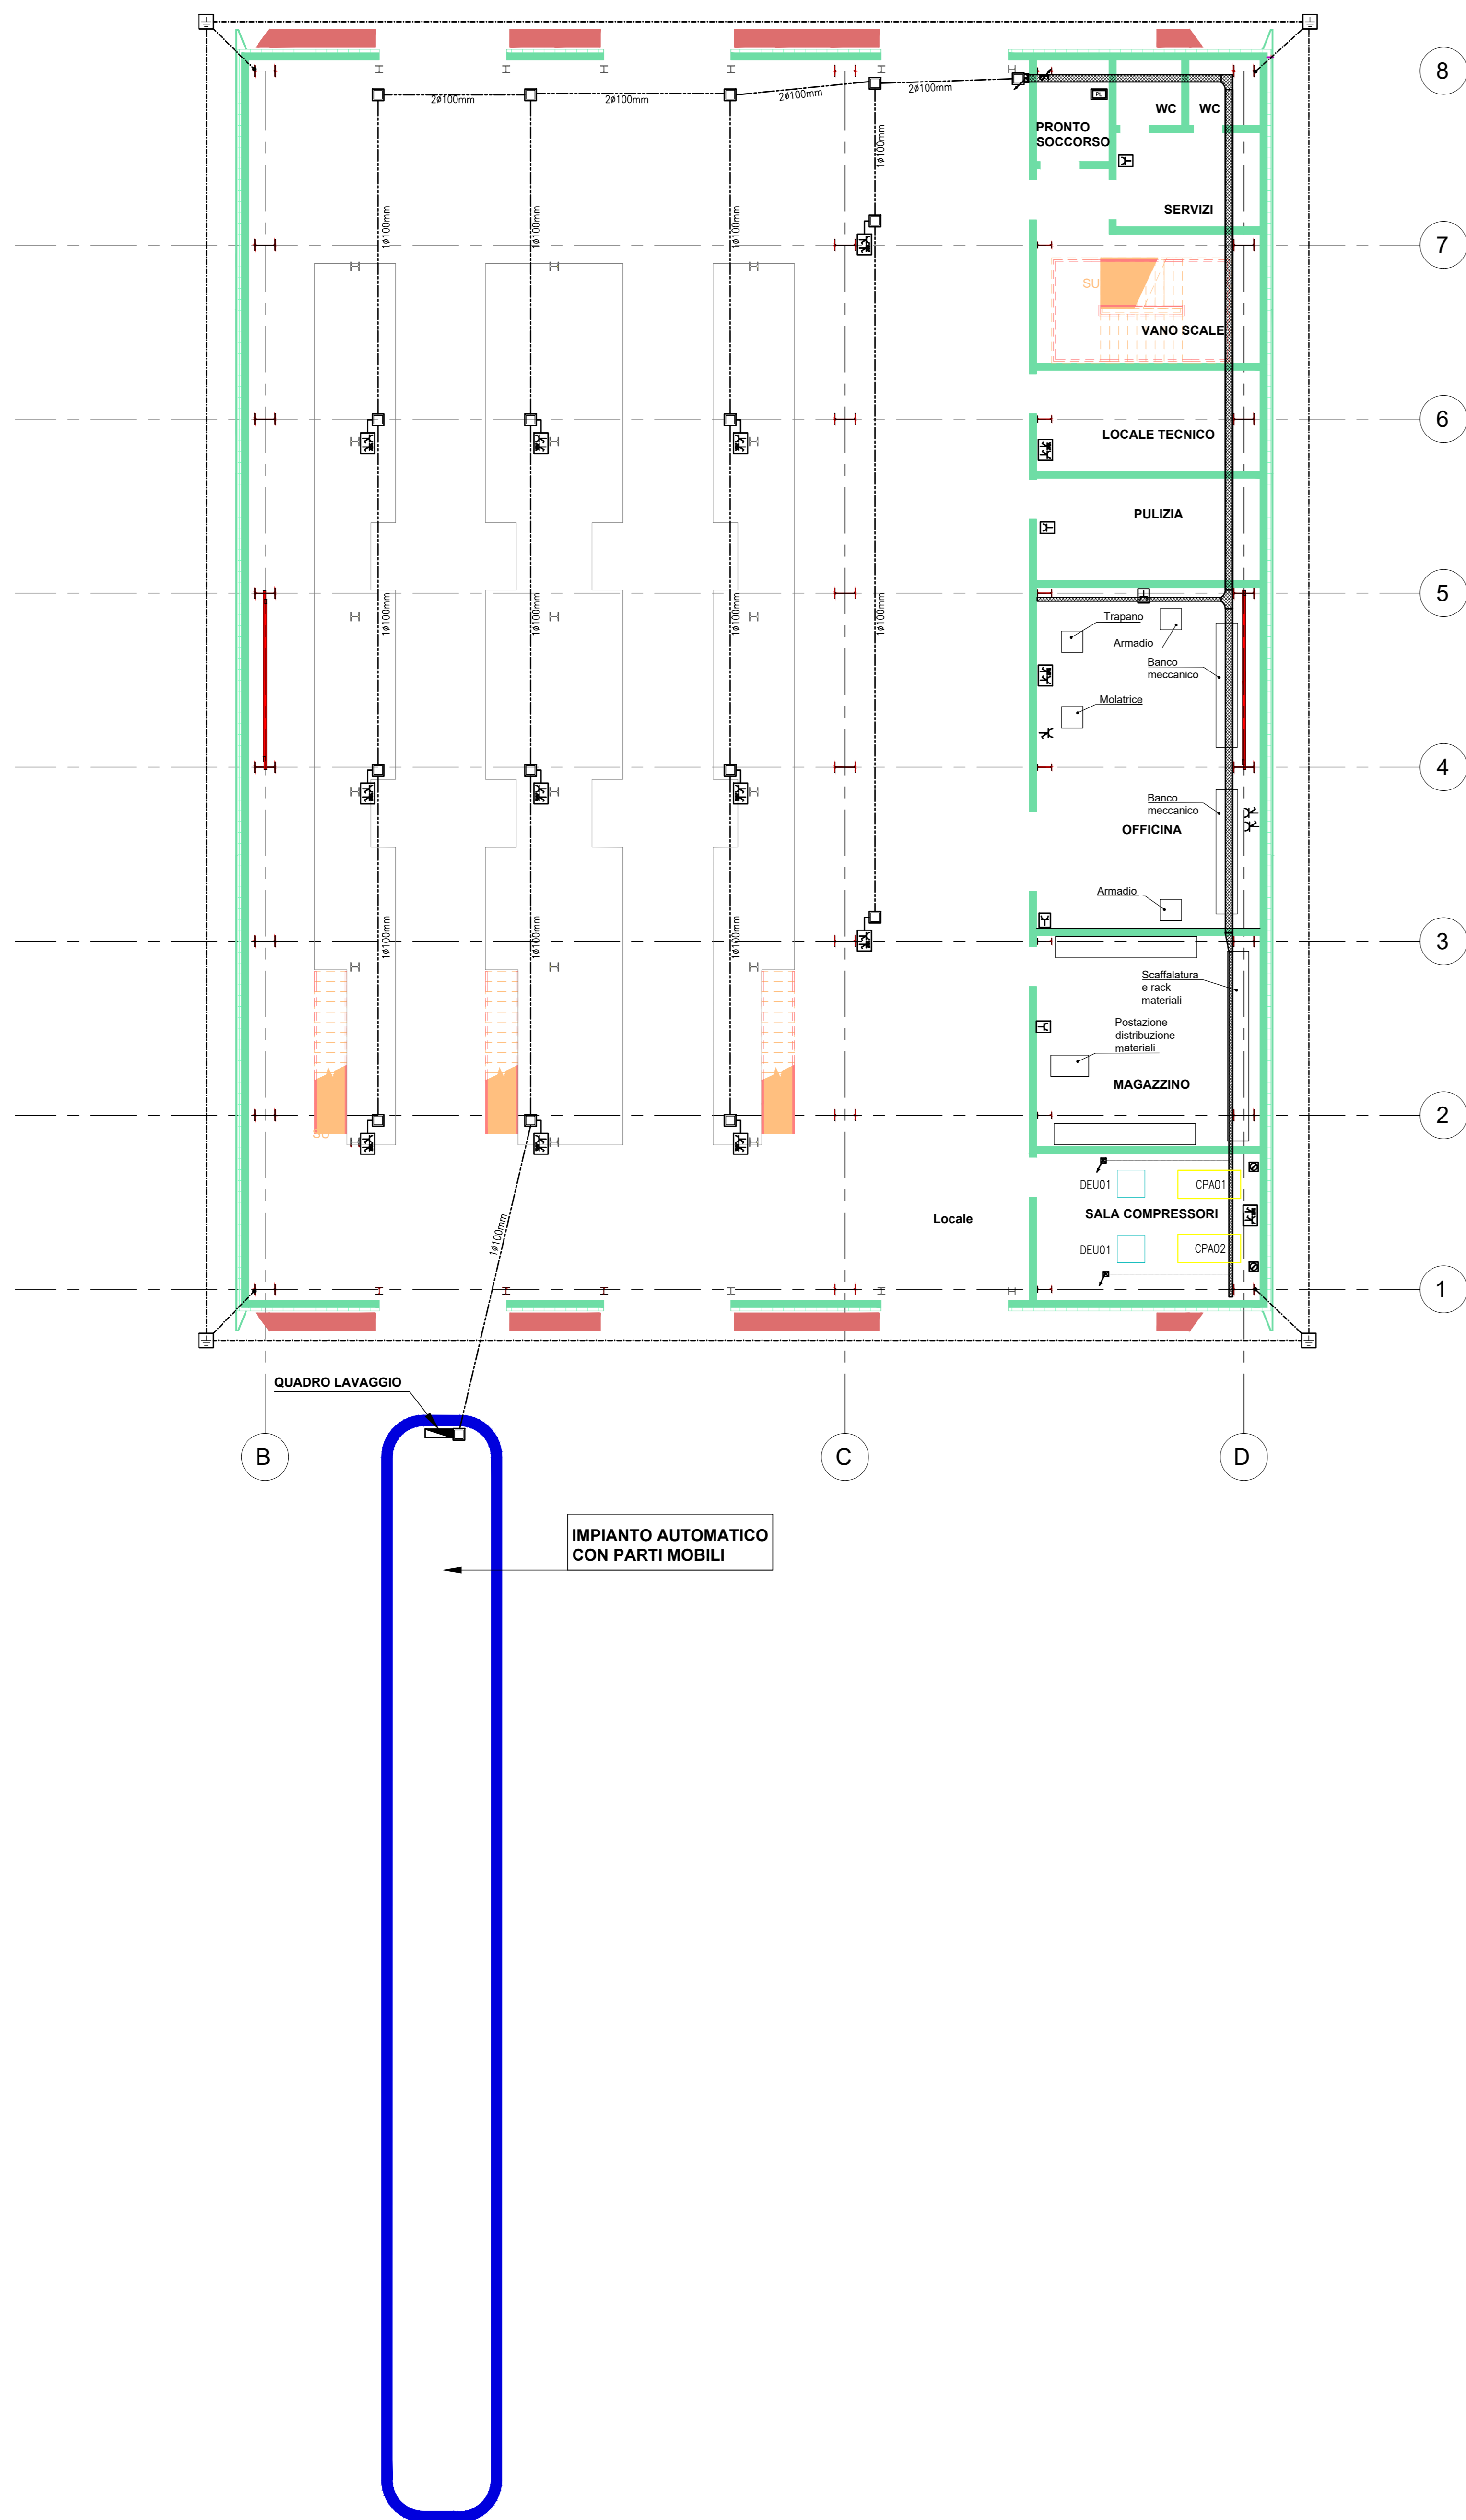 8
2ø100mm
2ø100mm
2ø100mm
2ø100mm
PL
WC
WC
PRONTO
SOCCORSO
1ø100mm
SERVIZI
1ø100mm
1ø100mm
1ø100mm
7
SU
VANO SCALE
6
LOCALE TECNICO
PULIZIA
5
1ø100mm
1ø100mm
1ø100mm
1ø100mm
Trapano
Armadio
Banco
meccanico
Molatrice
4
Banco
meccanico
OFFICINA
Armadio
1ø100mm
1ø100mm
1ø100mm
3
Scaffalatura
e rack
materiali
Postazione
distribuzione
materiali
MAGAZZINO
2
SU
DEU01
CPA01
SALA COMPRESSORI
Locale
1ø100mm
DEU01
CPA02
1
QUADRO LAVAGGIO
B
C
D
IMPIANTO AUTOMATICO
CON PARTI MOBILI